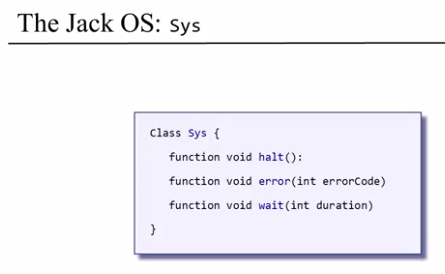 The Jack OS: Sys
Class Sys {
function void halt():
function void error(int errorCode)
function void wait(int duration)
}